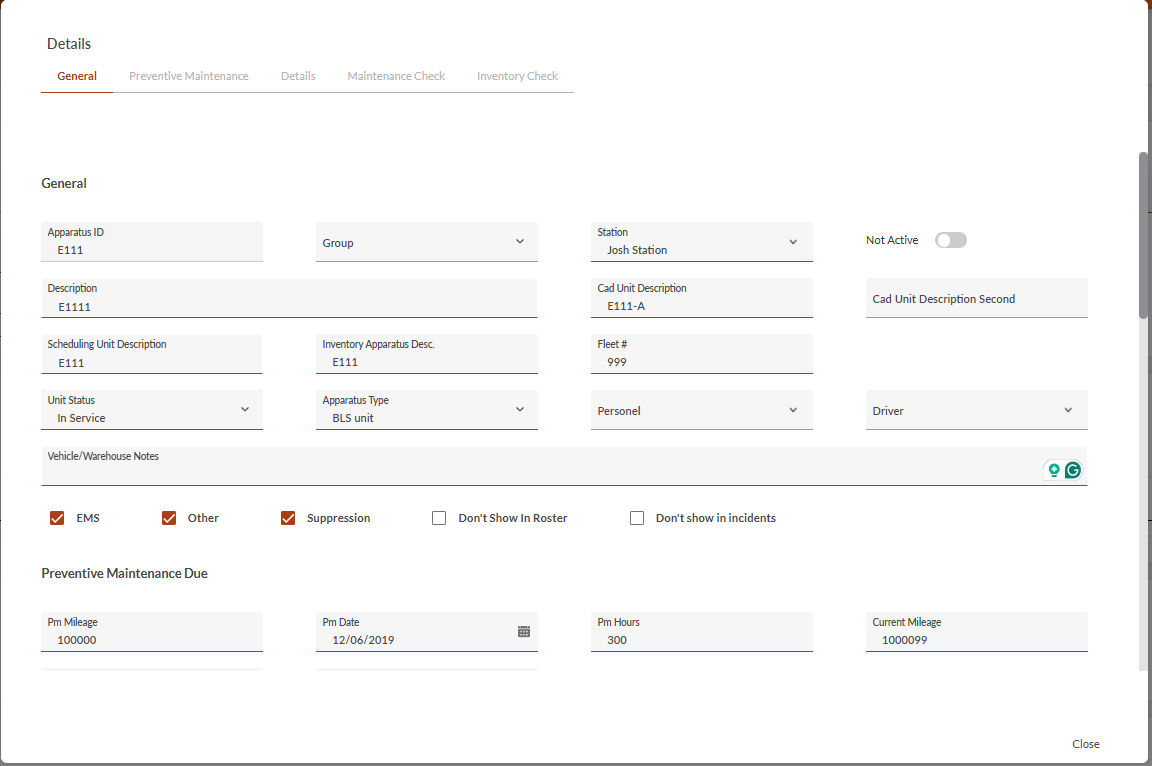 Details
General Preventive Maintenance Details Maintenance Check Inventory Check
General
Apparatus ID
E111
Group
Station
Josh Station
Not Active
Description
E1111
Cad Unit Description
E111-A
Cad Unit Description Second
Scheduling Unit Description
E111
Inventory Apparatus Desc.
E111
Fleet #
999
Unit Status
In Service
Apparatus Type
BLS unit
Personel
Driver
Vehicle/Warehouse Notes
EMS Other Suppression Don't Show In Roster Don't show in incidents
Preventive Maintenance Due
Pm Mileage
100000
Pm Date
12/06/2019
Pm Hours
300
Current Mileage
1000099
Close